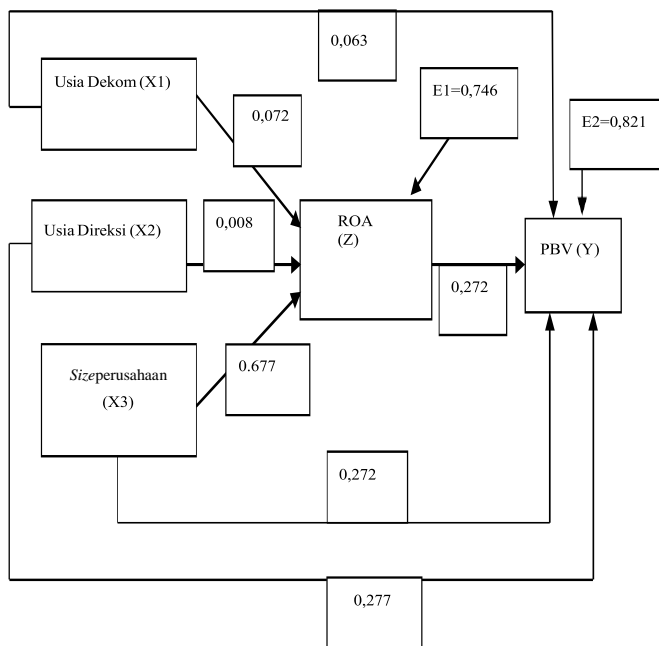 0,063
Usia Dekom (X1)
E1=0,746
0,072
E2=0,821
Usia Direksi (X2)
0,008
ROA
(Z)
PBV (Y)
0,272
Sizeperusahaan
(X3)
0.677
0,272
0,277